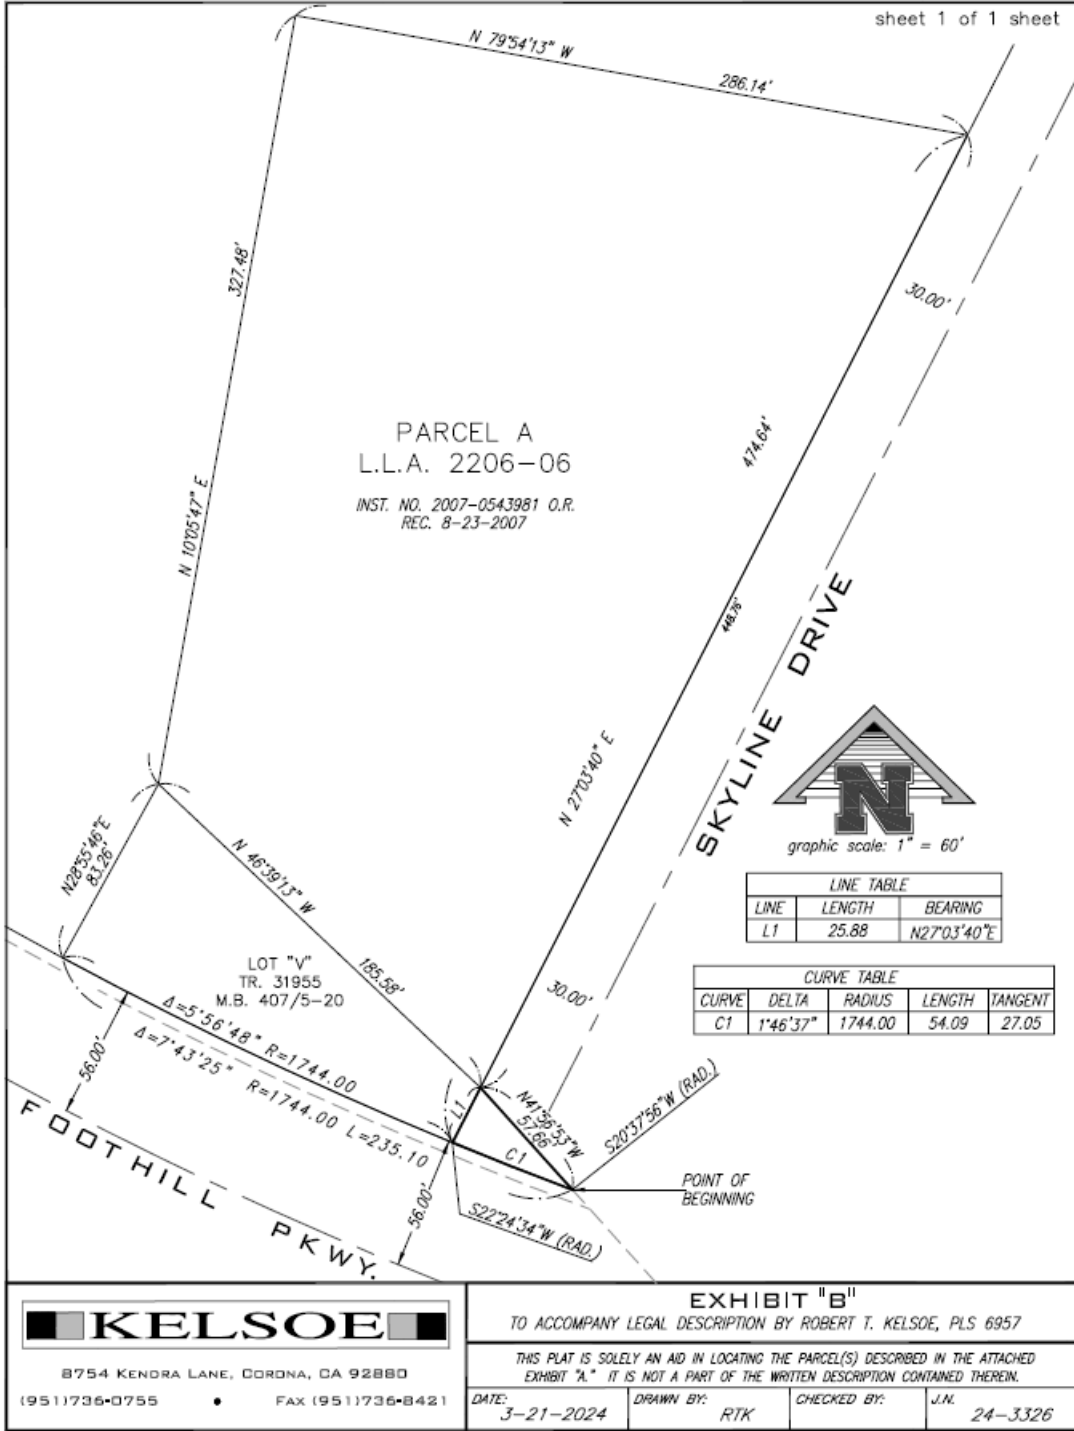 sheet 1 of 1 sheet
N 79°54'13" W
286.14'
327.48'
N 10°05'47" E
30.00'
474.64'
PARCEL A
L.L.A. 2206-06
INST. NO. 2007-0543981 O.R.
REC. 8-23-2007
448.76'
SKYLINE DRIVE
N 27°03'40" E
N
graphic scale: 1" = 60'
N28°55'46"E
83.26'
N 46°39'13" W
185.58'
LINE TABLE
LINE LENGTH BEARING
L1 25.88 N27°03'40"E
LOT "V"
TR. 31955
M.B. 407/5-20
30.00'
CURVE TABLE
CURVE DELTA RADIUS LENGTH TANGENT
C1 1°46'37" 1744.00 54.09 27.05
Δ=5°56'48" R=1744.00
Δ=7°43'25" R=1744.00 L=235.10
56.00'
FOOTHILL PKWY.
L1
N41°56'53"W
57.66'
C1
S20°37'56"W (RAD.)
POINT OF
BEGINNING
56.00'
S22°24'34"W (RAD.)
KELSOE
8754 KENDRA LANE, CORONA, CA 92880
(951)736-0755 • FAX (951)736-8421
EXHIBIT "B"
TO ACCOMPANY LEGAL DESCRIPTION BY ROBERT T. KELSOE, PLS 6957
THIS PLAT IS SOLELY AN AID IN LOCATING THE PARCEL(S) DESCRIBED IN THE ATTACHED
EXHIBIT "A." IT IS NOT A PART OF THE WRITTEN DESCRIPTION CONTAINED THEREIN.
DATE: 3-21-2024
DRAWN BY: RTK
CHECKED BY:
J.N. 24-3326